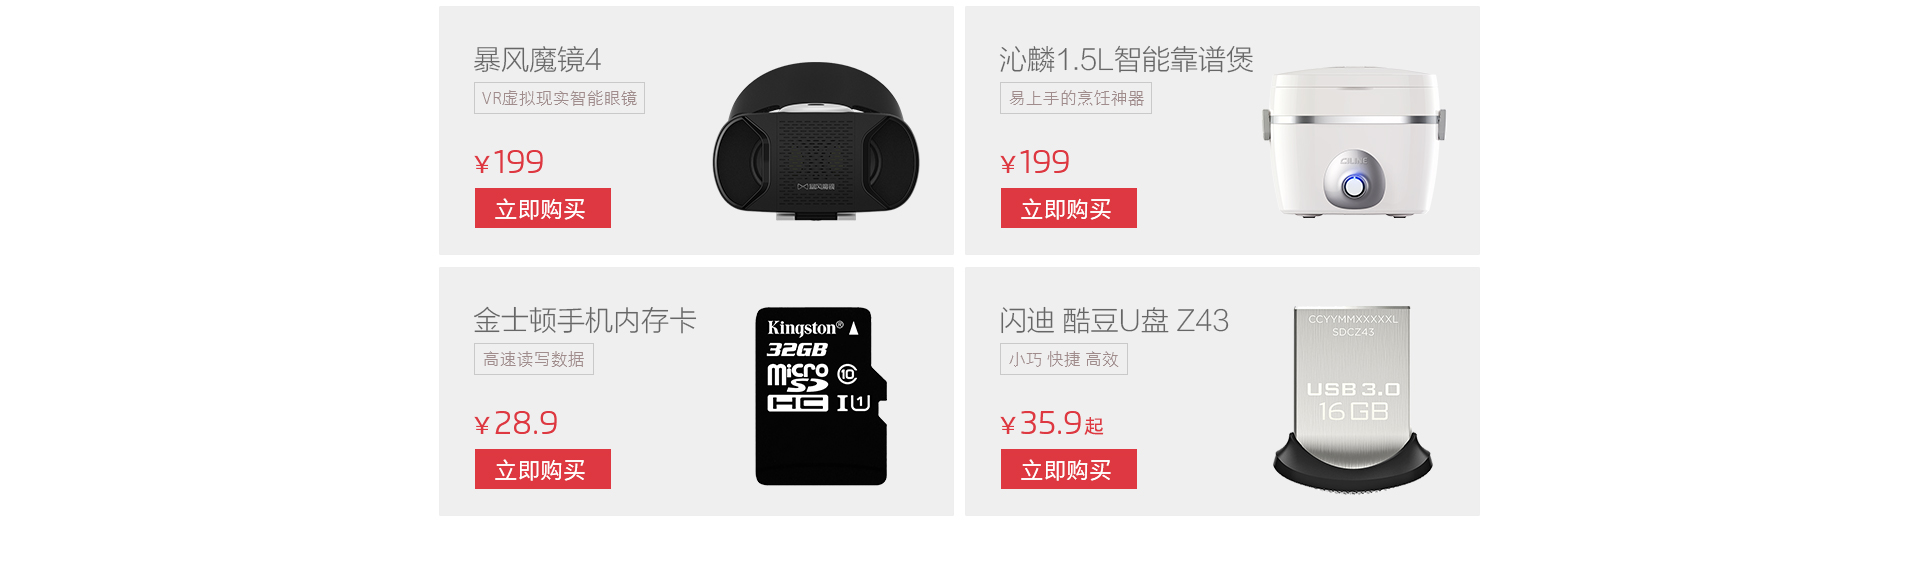 暴风魔镜4
VR虚拟现实智能眼镜
¥199
立即购买
暴风魔镜
沁麟1.5L智能靠谱煲
易上手的烹饪神器
¥199
立即购买
金士顿手机内存卡
高速读写数据
¥28.9
立即购买
Kingston®
32GB
micro
SD
HC I U1
10
闪迪 酷豆U盘 Z43
小巧 快捷 高效
¥35.9起
立即购买
CCYYMMXXXXXL
SDCZ43
USB 3.0
16GB